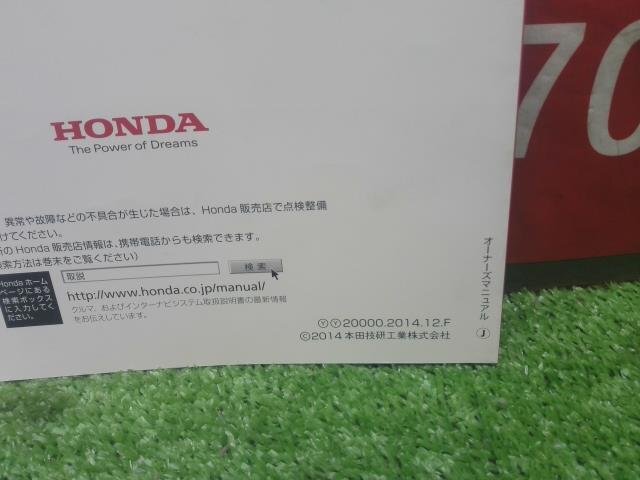 HONDA
The Power of Dreams
異常や故障などの不具合が生じた場合は、Honda 販売店で点検整備
けてください。
のHonda 販売店情報は、携帯電話からも検索できます。
索方法は巻末をご覧ください)
Honda ホーム
ページにある
検索ボックス
に入力してく
ださい。
取説
検 索
http://www.honda.co.jp/manual/
クルマ、およびインターナビシステム取扱説明書の最新情報
をお伝えしています。
ⓎⓎ20000.2014.12.F
©2014 本田技研工業株式会社
オーナーズマニュアル Ⓙ
70